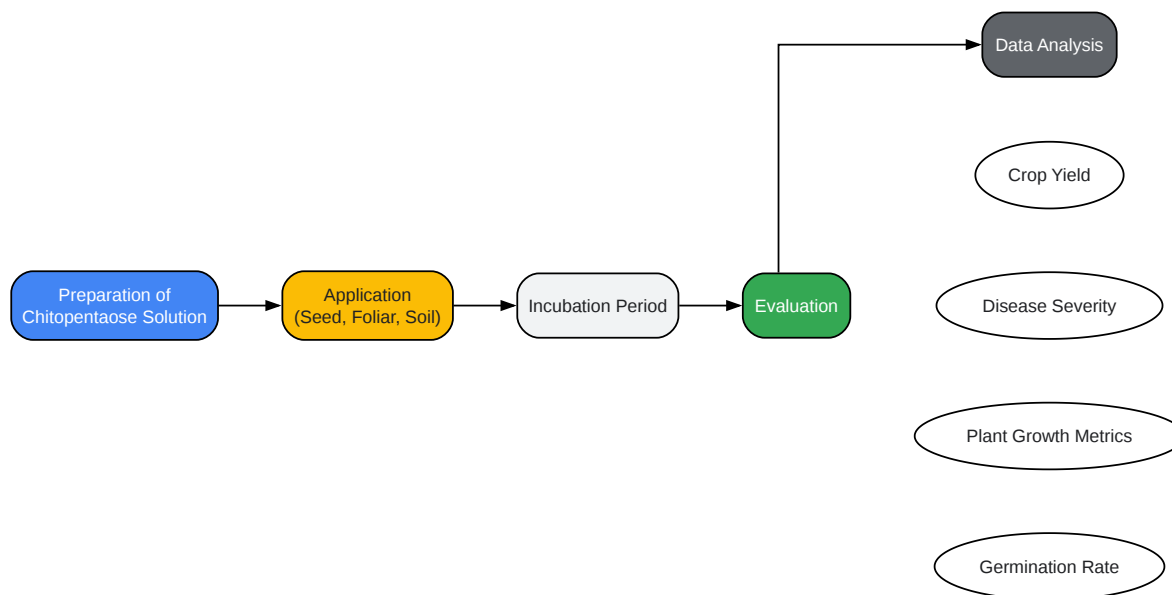 Data Analysis
Crop Yield
Preparation of
Chitopentaose Solution
Application
(Seed, Foliar, Soil)
Incubation Period
Evaluation
Disease Severity
Plant Growth Metrics
Germination Rate